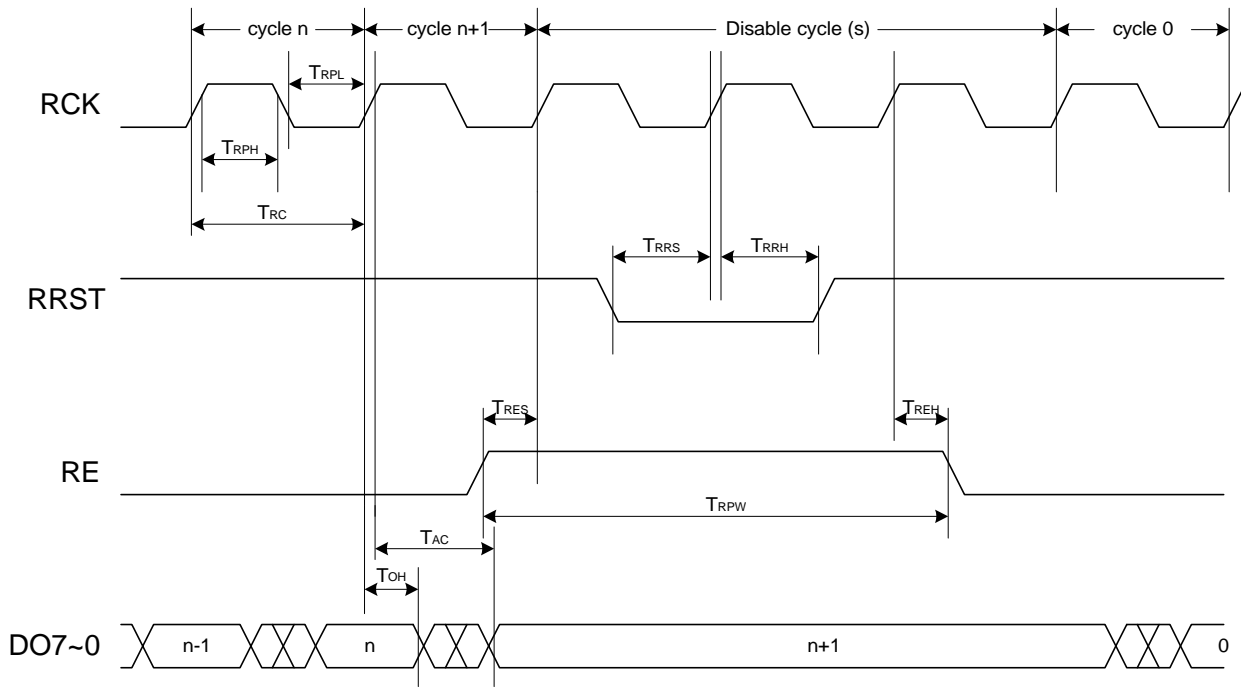 cycle n
cycle n+1
Disable cycle (s)
cycle 0
TRPL
RCK
TRPH
TRC
TRRS
TRRH
RRST
TRES
TREH
RE
TRPW
TAC
TOH
DO7~0
n-1
n
n+1
0